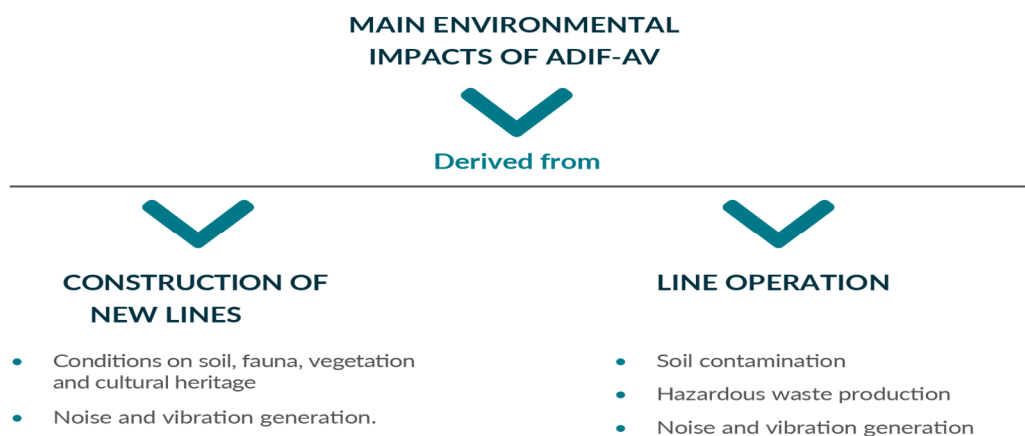 MAIN ENVIRONMENTAL
IMPACTS OF ADIF-AV
Derived from
CONSTRUCTION OF
NEW LINES
• Conditions on soil, fauna, vegetation
and cultural heritage
• Noise and vibration generation.
LINE OPERATION
• Soil contamination
• Hazardous waste production
• Noise and vibration generation